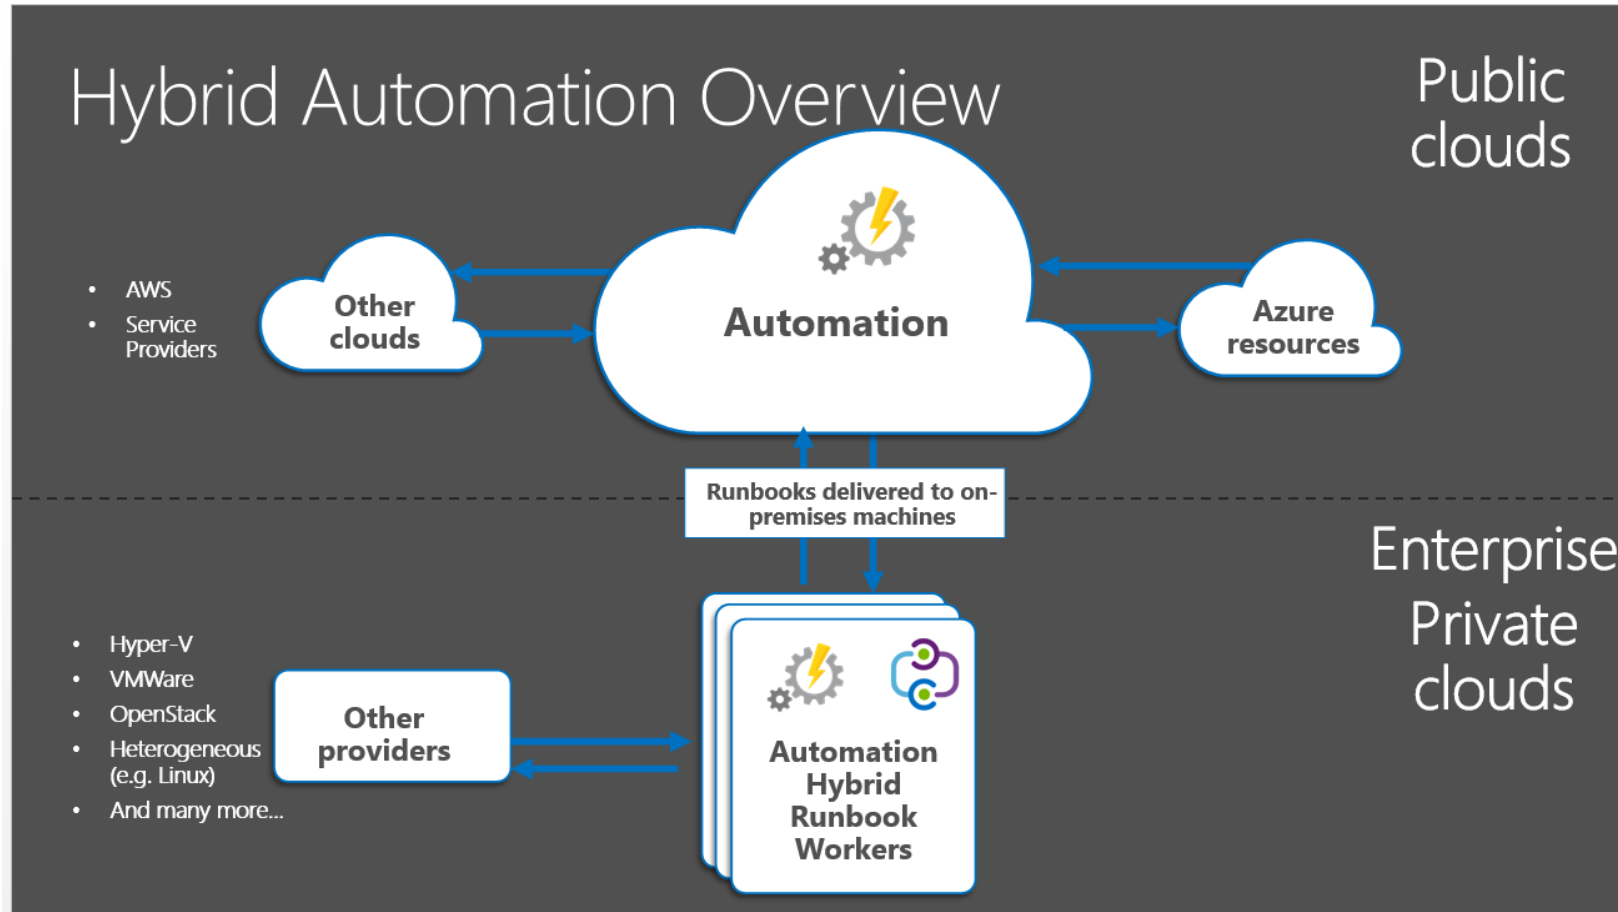 Hybrid Automation Overview
Public
clouds
Automation
• AWS
• Service
Providers
Other
clouds
Azure
resources
Runbooks delivered to on-
premises machines
Enterprise
Private
clouds
• Hyper-V
• VMWare
• OpenStack
• Heterogeneous
(e.g. Linux)
• And many more...
Other
providers
Automation
Hybrid
Runbook
Workers